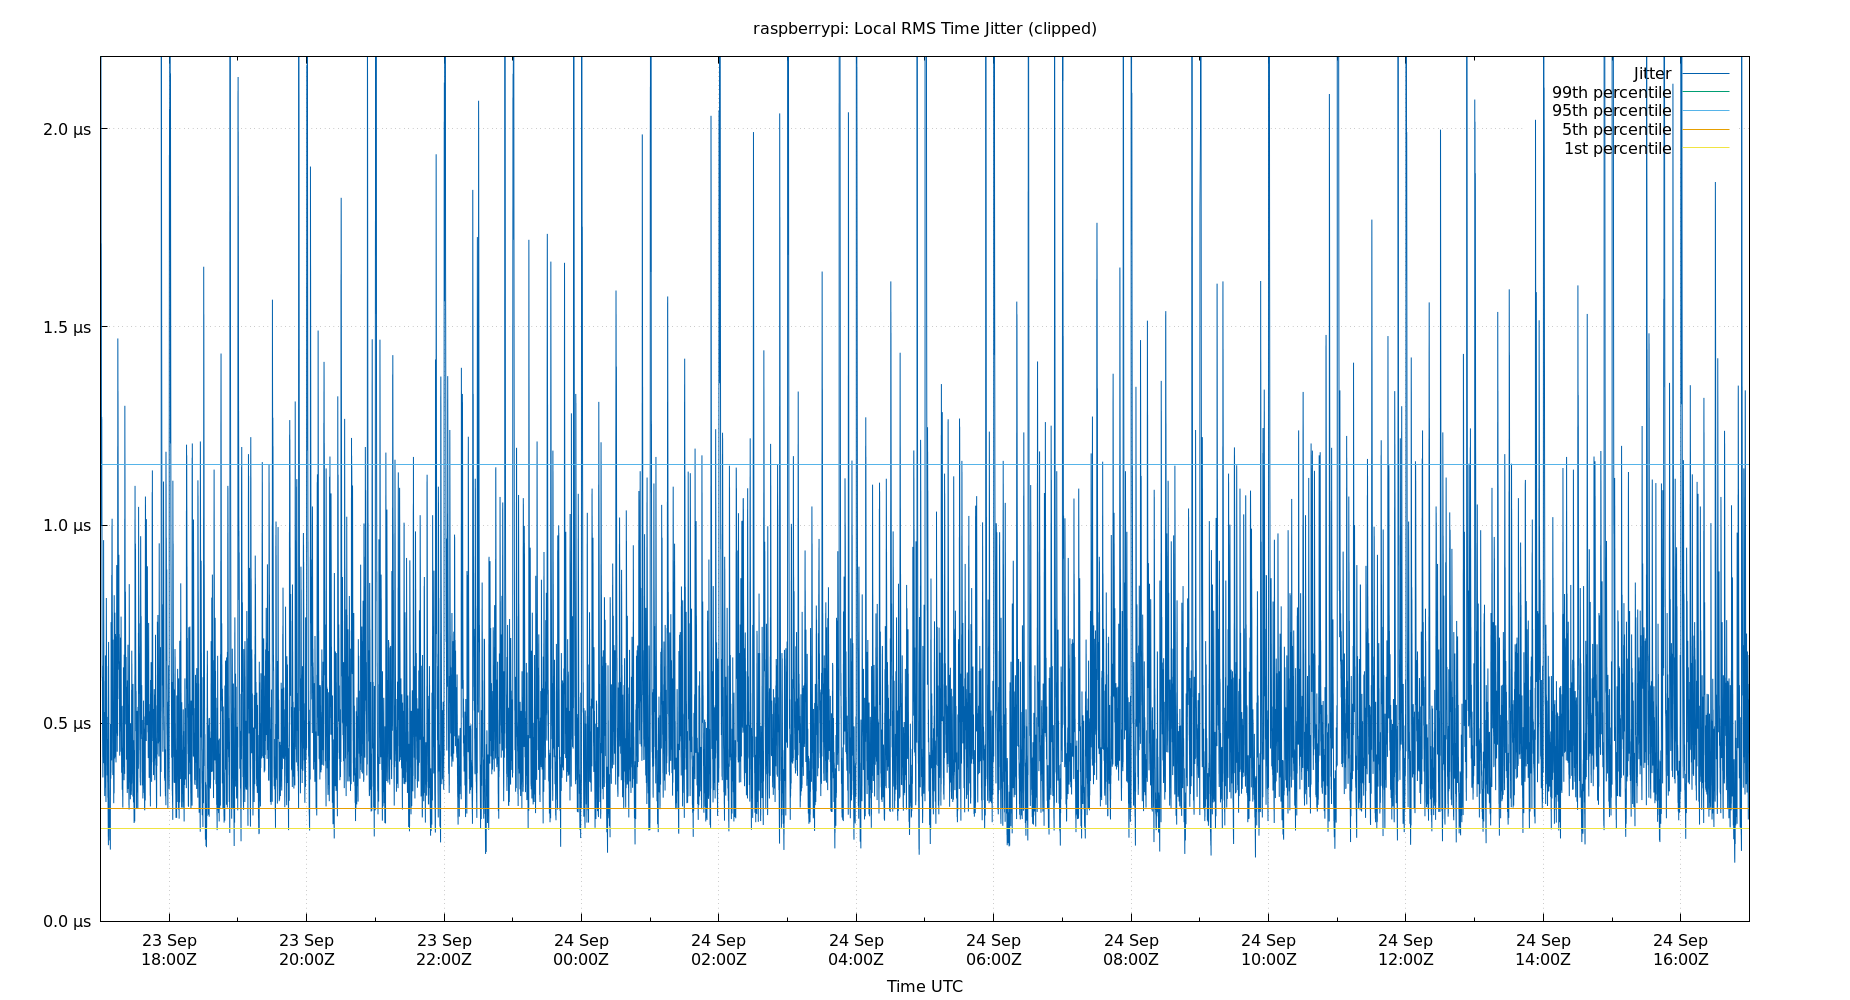 raspberrypi: Local RMS Time Jitter (clipped)
Jitter
99th percentile
95th percentile
5th percentile
1st percentile
2.0 µs
1.5 µs
1.0 µs
0.5 µs
0.0 µs
23 Sep 23 Sep 23 Sep 24 Sep 24 Sep 24 Sep 24 Sep 24 Sep 24 Sep 24 Sep 24 Sep 24 Sep
18:00Z 20:00Z 22:00Z 00:00Z 02:00Z 04:00Z 06:00Z 08:00Z 10:00Z 12:00Z 14:00Z 16:00Z
Time UTC